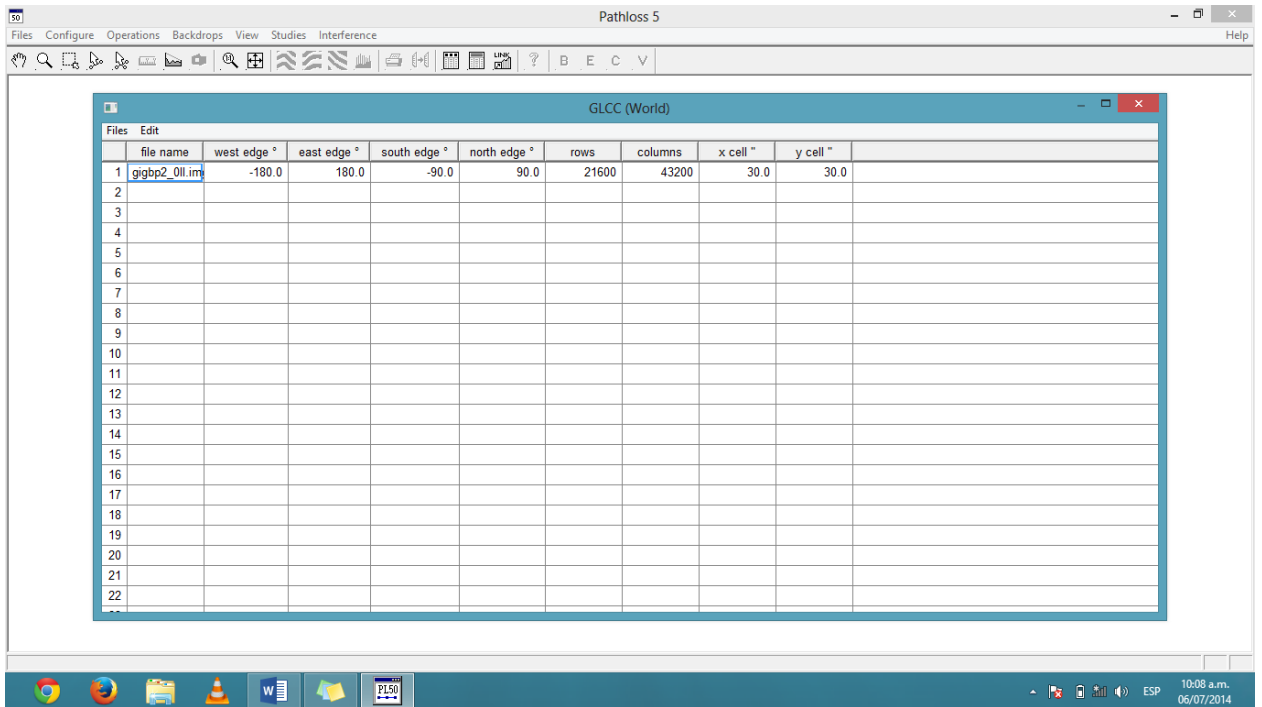 50 Pathloss 5
Files Configure Operations Backdrops View Studies Interference Help
LINK ? B E C V
GLCC (World)
Files Edit
file name west edge ° east edge ° south edge ° north edge ° rows columns x cell " y cell "
1 gigbp2_0ll.im -180.0 180.0 -90.0 90.0 21600 43200 30.0 30.0
2
3
4
5
6
7
8
9
10
11
12
13
14
15
16
17
18
19
20
21
22
W PL50 ESP 10:08 a.m.
06/07/2014